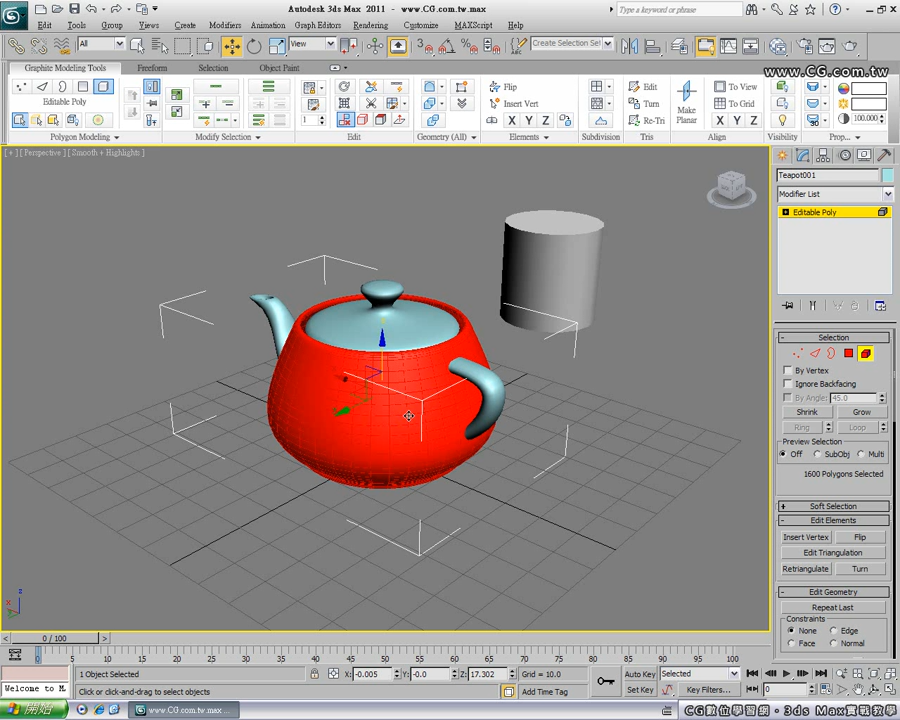 Autodesk 3ds Max 2011 - www.CG.com.tw.max
Type a keyword or phrase
Edit Tools Group Views Create Modifiers Animation Graph Editors Rendering Customize MAXScript Help
All
View
Create Selection Se
www.CG.com.tw
Graphite Modeling Tools Freeform Selection Object Paint
Editable Poly
1
Flip
Insert Vert
X Y Z
Edit
Turn
Re-Tri
Make Planar
To View
To Grid
X Y Z
100.000
Polygon Modeling Modify Selection Edit Geometry (All) Elements Subdivision Tris Align Visibility Prop...
[ + ] [ Perspective ] [ Smooth + Highlights ]
Teapot001
Modifier List
Editable Poly
Selection
By Vertex
Ignore Backfacing
By Angle: 45.0
Shrink Grow
Ring Loop
Preview Selection
Off SubObj Multi
1600 Polygons Selected
Soft Selection
Edit Elements
Insert Vertex Flip
Edit Triangulation
Retriangulate Turn
Edit Geometry
Repeat Last
Constraints
None Edge
Face Normal
z
x
0 / 100
0 5 10 15 20 25 30 35 40 45 50 55 60 65 70 75 80 85 90 95 100
1 Object Selected
X: -0.005 Y: -0.0 Z: 17.302
Grid = 10.0
Auto Key Selected
Welcome to M
Click or click-and-drag to select objects
Add Time Tag
Set Key Key Filters...
0
開始
www.CG.com.tw.max ...
CG數位學習網・3ds Max實戰教學